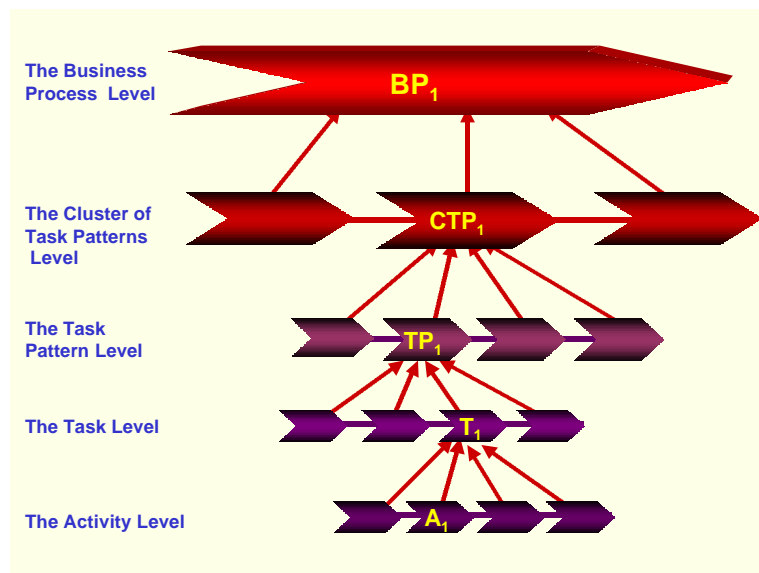 The Business
Process Level
BP₁
The Cluster of
Task Patterns
Level
CTP₁
The Task
Pattern Level
TP₁
The Task Level
T₁
The Activity Level
A₁